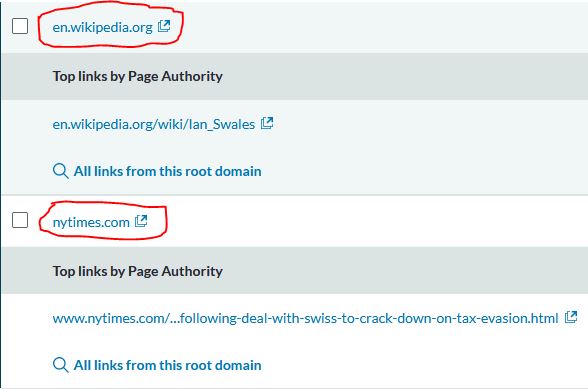 en.wikipedia.org
Top links by Page Authority
en.wikipedia.org/wiki/Ian_Swales
All links from this root domain
nytimes.com
Top links by Page Authority
www.nytimes.com/...following-deal-with-swiss-to-crack-down-on-tax-evasion.html
All links from this root domain